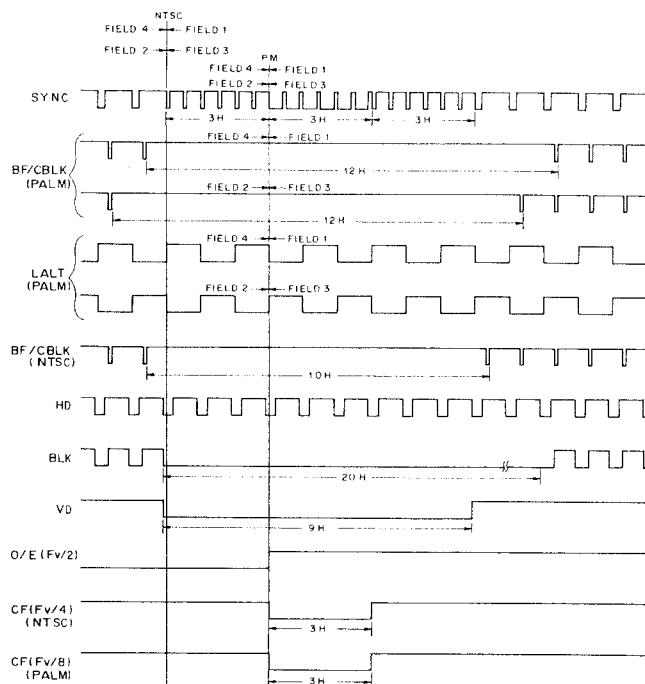 NTSC
FIELD 4 FIELD 1
FIELD 2 FIELD 3
PM
FIELD 4 FIELD 1
FIELD 2 FIELD 3
SYNC
3H 3H 3H
FIELD 4 FIELD 1
BF/CBLK
(PALM)
12H
FIELD 2 FIELD 3
12H
FIELD 4 FIELD 1
LALT
(PALM)
FIELD 2 FIELD 3
BF/CBLK
(NTSC)
10H
HD
BLK
20H
VD
9H
O/E(Fv/2)
CF(Fv/4)
(NTSC)
3H
CF(Fv/8)
(PALM)
3H